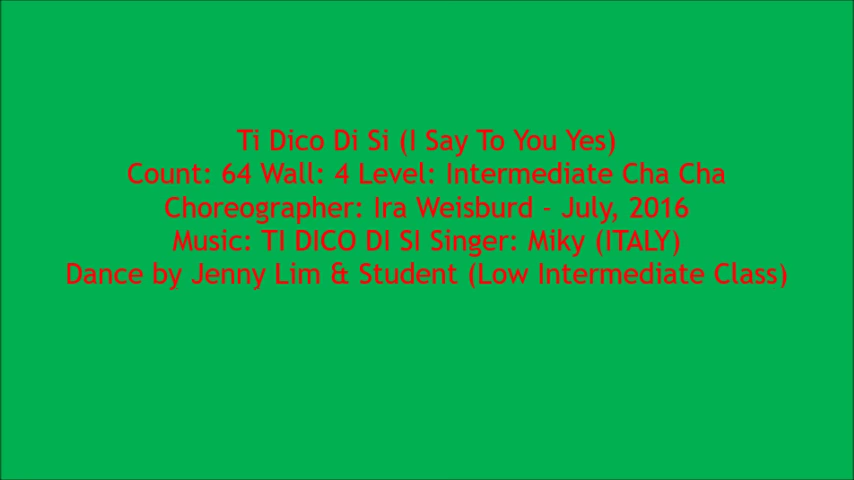 Ti Dico Di Si (I Say To You Yes)
Count: 64 Wall: 4 Level: Intermediate Cha Cha
Choreographer: Ira Weisburd - July, 2016
Music: TI DICO DI SI Singer: Miky (ITALY)
Dance by Jenny Lim & Student (Low Intermediate Class)